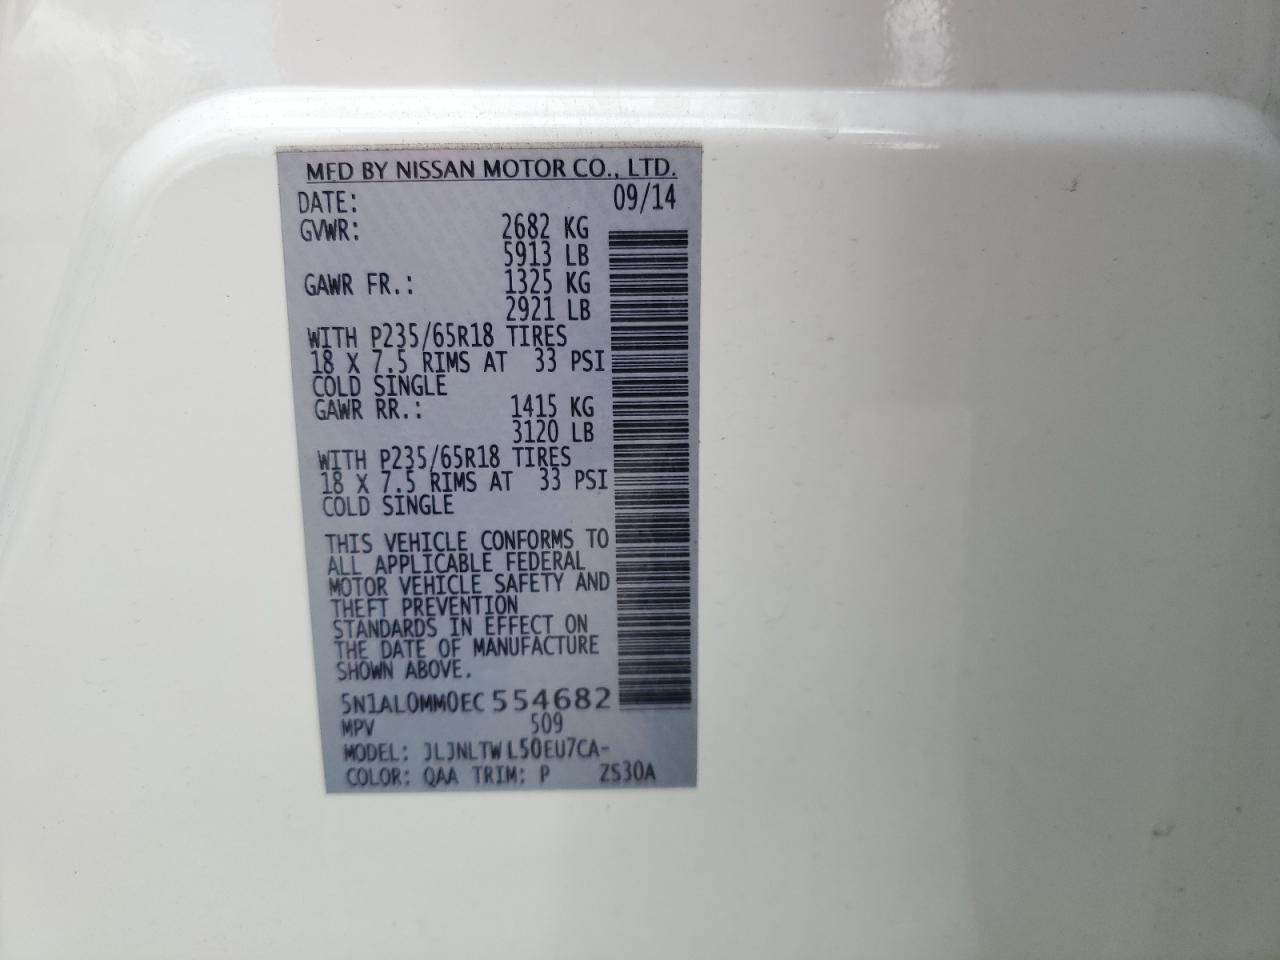 MFD BY NISSAN MOTOR CO., LTD.
DATE: 09/14
GVWR: 2682 KG
5913 LB
GAWR FR.: 1325 KG
2921 LB
WITH P235/65R18 TIRES
18 X 7.5 RIMS AT 33 PSI
COLD SINGLE
GAWR RR.: 1415 KG
3120 LB
WITH P235/65R18 TIRES
18 X 7.5 RIMS AT 33 PSI
COLD SINGLE
THIS VEHICLE CONFORMS TO
ALL APPLICABLE FEDERAL
MOTOR VEHICLE SAFETY AND
THEFT PREVENTION
STANDARDS IN EFFECT ON
THE DATE OF MANUFACTURE
SHOWN ABOVE.
5N1AL0MM0EC554682
MPV 509
MODEL: JLJNLTWL50EU7CA-
COLOR: QAA TRIM: P ZS30A